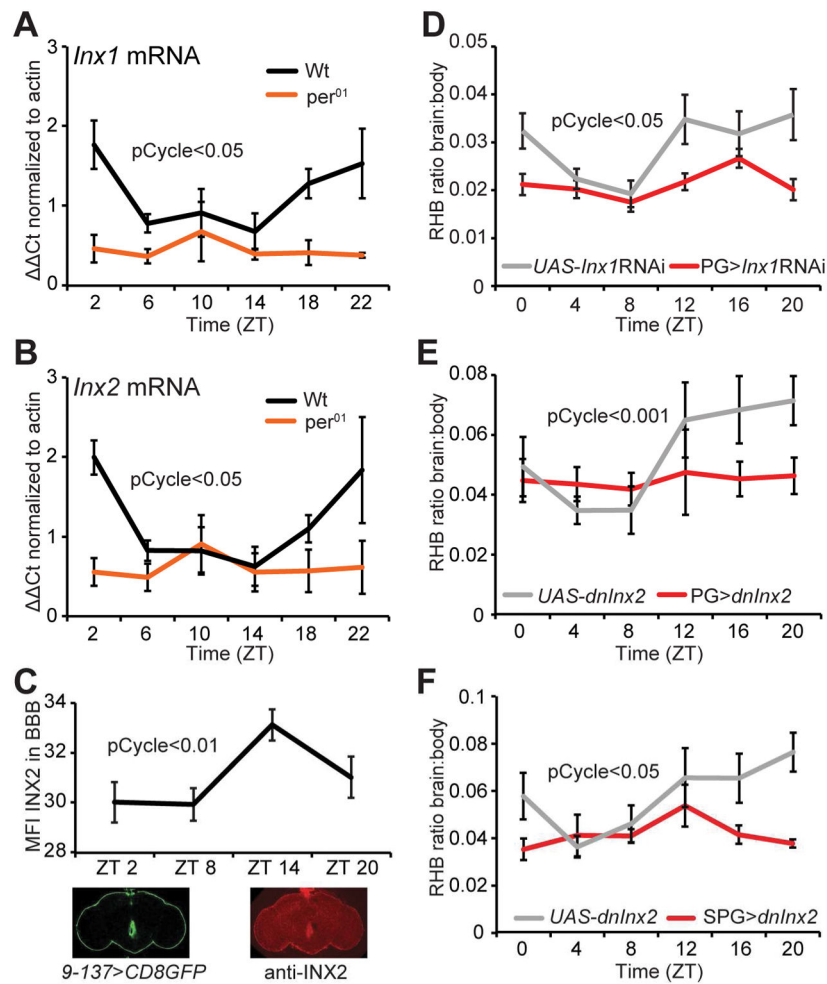 A
Inx1 mRNA
ΔΔCt normalized to actin
3
2
1
0
Wt
per01
pCycle<0.05
2 6 10 14 18 22
Time (ZT)
B
Inx2 mRNA
ΔΔCt normalized to actin
3
2
1
0
Wt
per01
pCycle<0.05
2 6 10 14 18 22
Time (ZT)
C
MFI INX2 in BBB
34
32
30
28
pCycle<0.01
ZT 2 ZT 8 ZT 14 ZT 20
9-137>CD8GFP
anti-INX2
D
RHB ratio brain:body
0.05
0.04
0.03
0.02
0.01
0
pCycle<0.05
UAS-Inx1RNAi PG>Inx1RNAi
0 4 8 12 16 20
Time (ZT)
E
RHB ratio brain:body
0.08
0.06
0.04
0.02
0
pCycle<0.001
UAS-dnInx2 PG>dnInx2
0 4 8 12 16 20
Time (ZT)
F
RHB ratio brain:body
0.1
0.08
0.06
0.04
0.02
0
pCycle<0.05
UAS-dnInx2 SPG>dnInx2
0 4 8 12 16 20
Time (ZT)